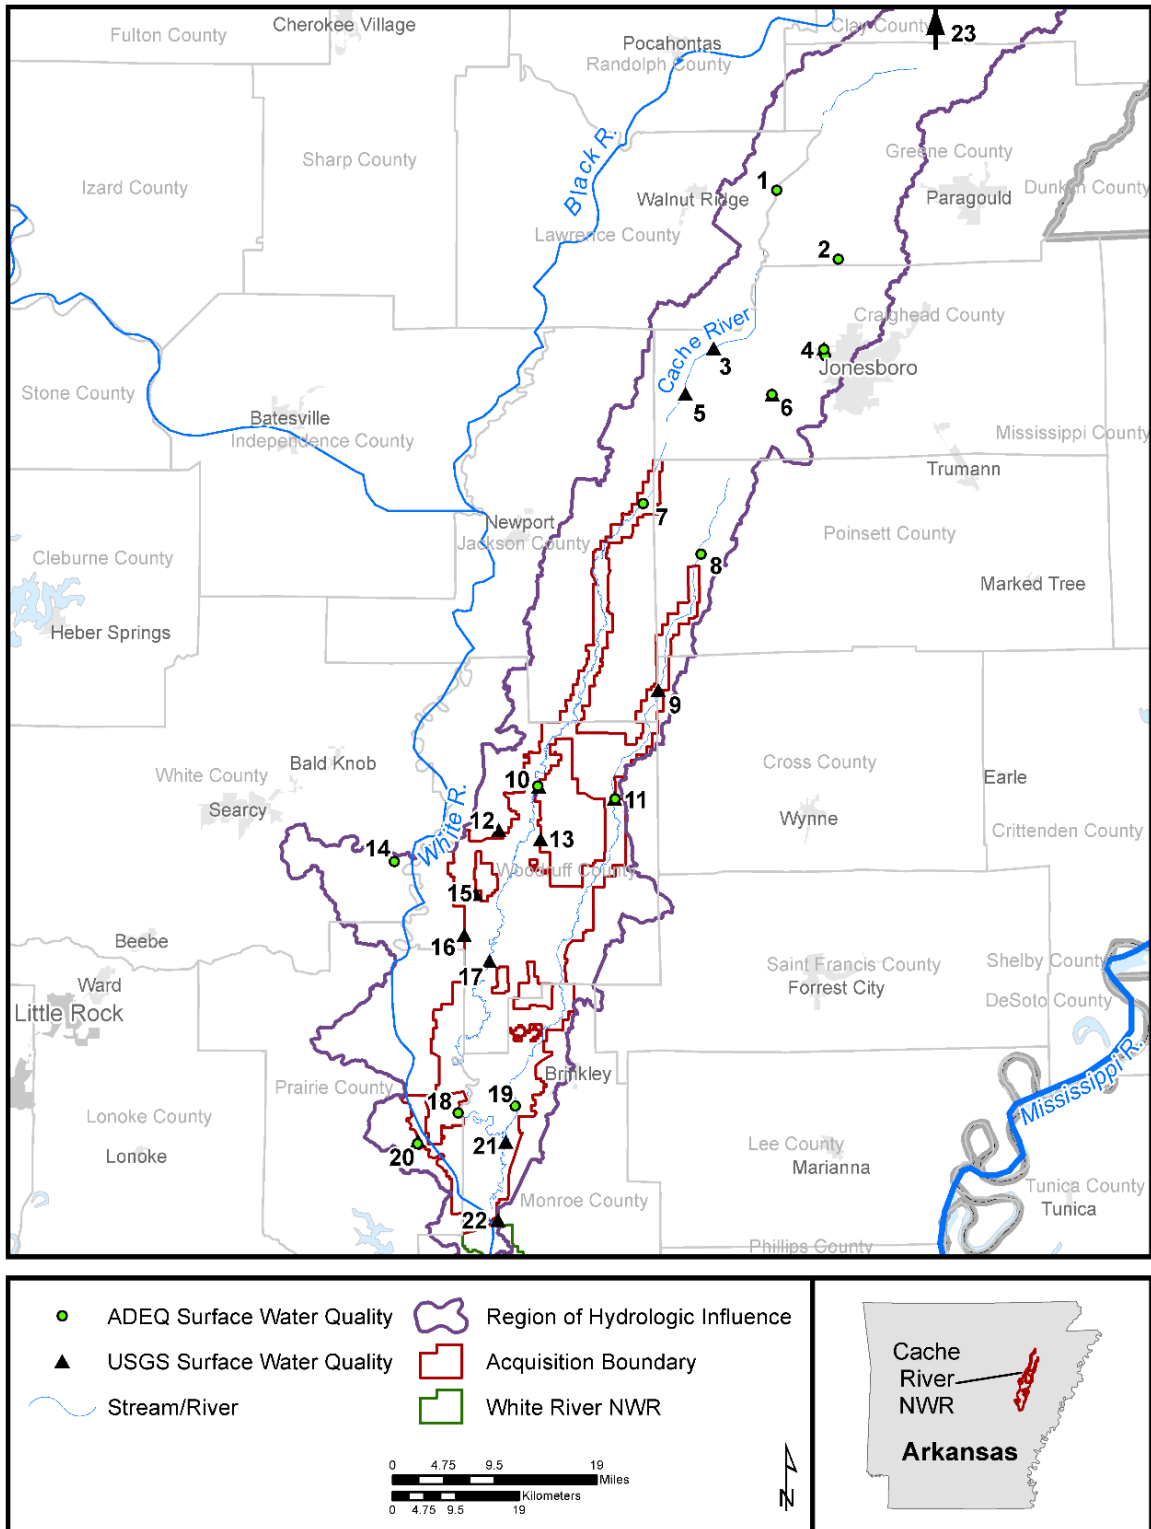 Fulton County
Cherokee Village
Clay County
23
Pocahontas
Randolph County
Sharp County
Izard County
Black R.
Greene County
Dunklin County
Paragould
1
Walnut Ridge
Lawrence County
2
Craighead County
Cache River
3
4
Jonesboro
Stone County
5
6
Batesville
Independence County
Mississippi County
Trumann
7
Newport
Jackson County
Poinsett County
Cleburne County
8
Marked Tree
Heber Springs
9
Bald Knob
White County
Searcy
White R.
10
11
Cross County
Earle
Wynne
Crittenden County
12
13
14
Woodruff County
15
16
Beebe
17
Saint Francis County
Forrest City
Shelby County
DeSoto County
Ward
Little Rock
Brinkley
Prairie County
Lonoke County
18
19
Mississippi R.
20
21
Lonoke
Lee County
Marianna
Tunica County
Tunica
22
Monroe County
Phillips County
ADEQ Surface Water Quality
USGS Surface Water Quality
Stream/River
Region of Hydrologic Influence
Acquisition Boundary
White River NWR
0 4.75 9.5 19
Miles
Kilometers
0 4.75 9.5 19
N
Cache
River
NWR
Arkansas